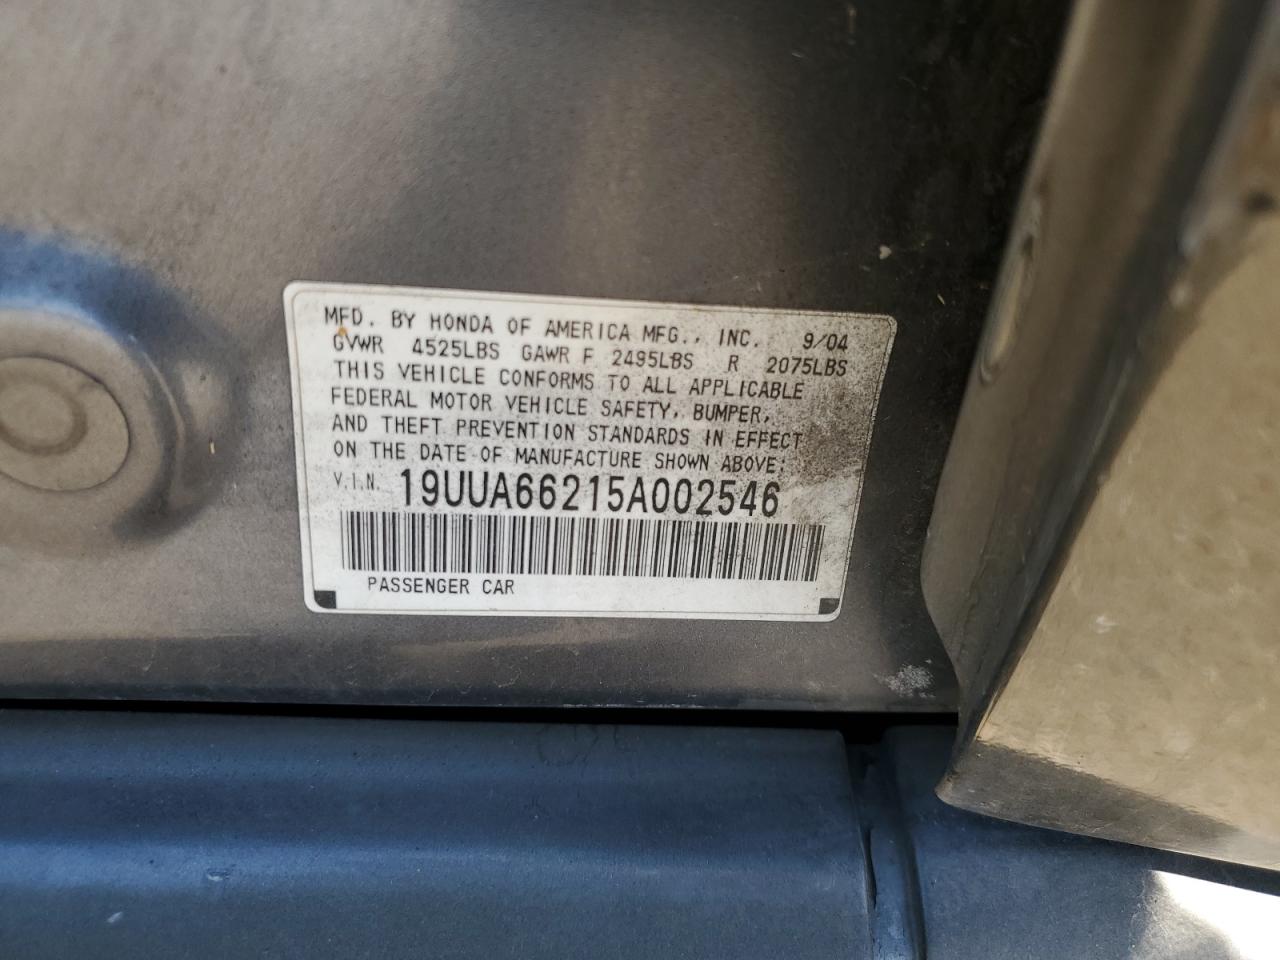 MFD. BY HONDA OF AMERICA MFG., INC. 9/04
GVWR 4525LBS GAWR F 2495LBS R 2075LBS
THIS VEHICLE CONFORMS TO ALL APPLICABLE
FEDERAL MOTOR VEHICLE SAFETY, BUMPER,
AND THEFT PREVENTION STANDARDS IN EFFECT
ON THE DATE OF MANUFACTURE SHOWN ABOVE:
V.I.N. 19UUA66215A002546
PASSENGER CAR